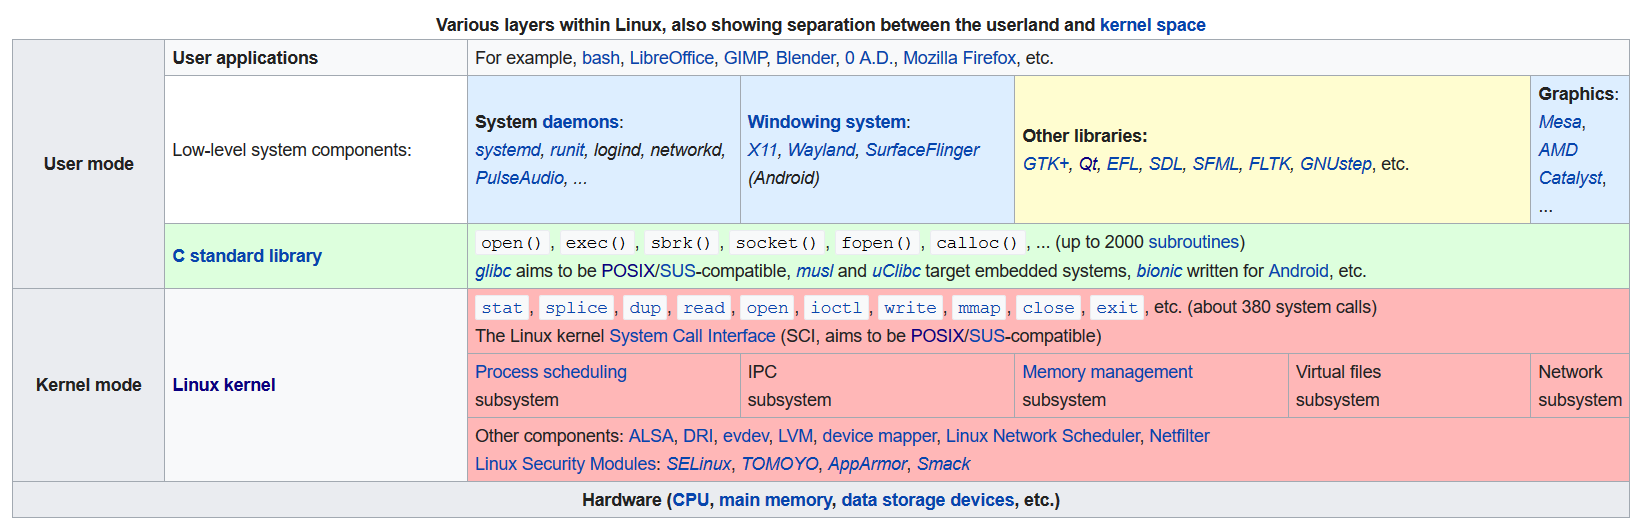 Various layers within Linux, also showing separation between the userland and kernel space
User mode
User applications
For example, bash, LibreOffice, GIMP, Blender, 0 A.D., Mozilla Firefox, etc.
Low-level system components:
System daemons:
systemd, runit, logind, networkd,
PulseAudio, ...
Windowing system:
X11, Wayland, SurfaceFlinger
(Android)
Other libraries:
GTK+, Qt, EFL, SDL, SFML, FLTK, GNUstep, etc.
Graphics:
Mesa,
AMD
Catalyst,
...
C standard library
open() , exec() , sbrk() , socket() , fopen() , calloc() , ... (up to 2000 subroutines)
glibc aims to be POSIX/SUS-compatible, musl and uClibc target embedded systems, bionic written for Android, etc.
Kernel mode
Linux kernel
stat , splice , dup , read , open , ioctl , write , mmap , close , exit , etc. (about 380 system calls)
The Linux kernel System Call Interface (SCI, aims to be POSIX/SUS-compatible)
Process scheduling
subsystem
IPC
subsystem
Memory management
subsystem
Virtual files
subsystem
Network
subsystem
Other components: ALSA, DRI, evdev, LVM, device mapper, Linux Network Scheduler, Netfilter
Linux Security Modules: SELinux, TOMOYO, AppArmor, Smack
Hardware (CPU, main memory, data storage devices, etc.)